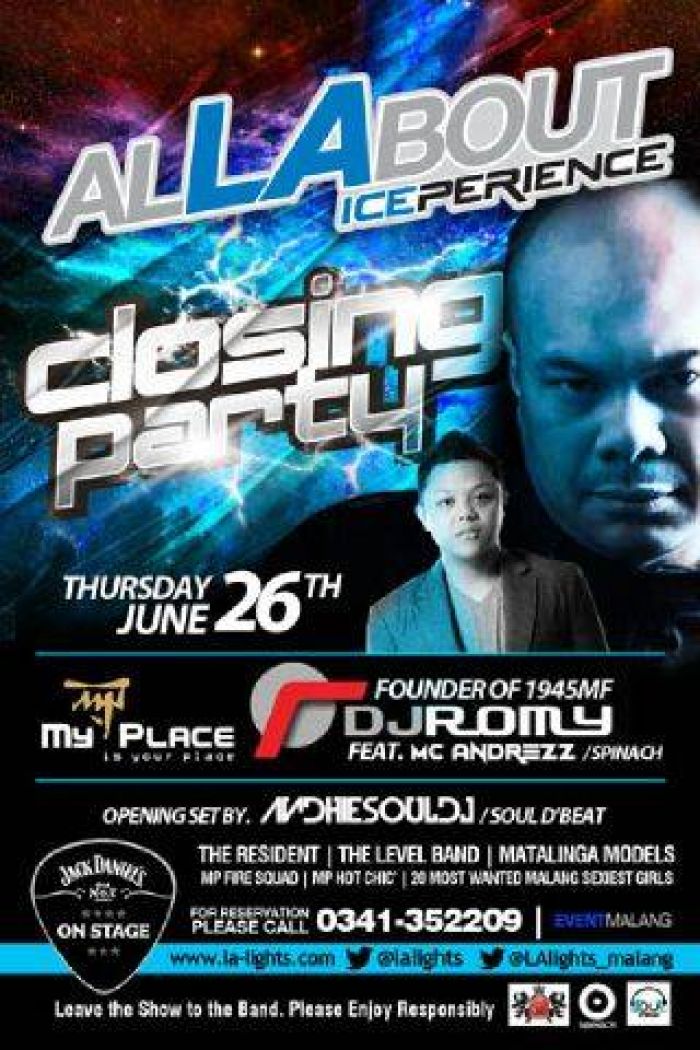 ALLABOUT
ICEPERIENCE
closing
party
THURSDAY
JUNE 26TH
mp
My PLACE
is your place
FOUNDER OF 1945MF
DJROMY
FEAT. MC ANDREZZ /SPINACH
OPENING SET BY. ANDHIESOULDJ / SOUL D'BEAT
THE RESIDENT | THE LEVEL BAND | MATALINGA MODELS
MP FIRE SQUAD | MP HOT CHIC' | 20 MOST WANTED MALANG SEXIEST GIRLS
JACK DANIEL'S
ON STAGE
FOR RESERVATION
PLEASE CALL 0341-352209 | EVENTMALANG
www.la-lights.com @lalights @LAlights_malang
Leave the Show to the Band. Please Enjoy Responsibly